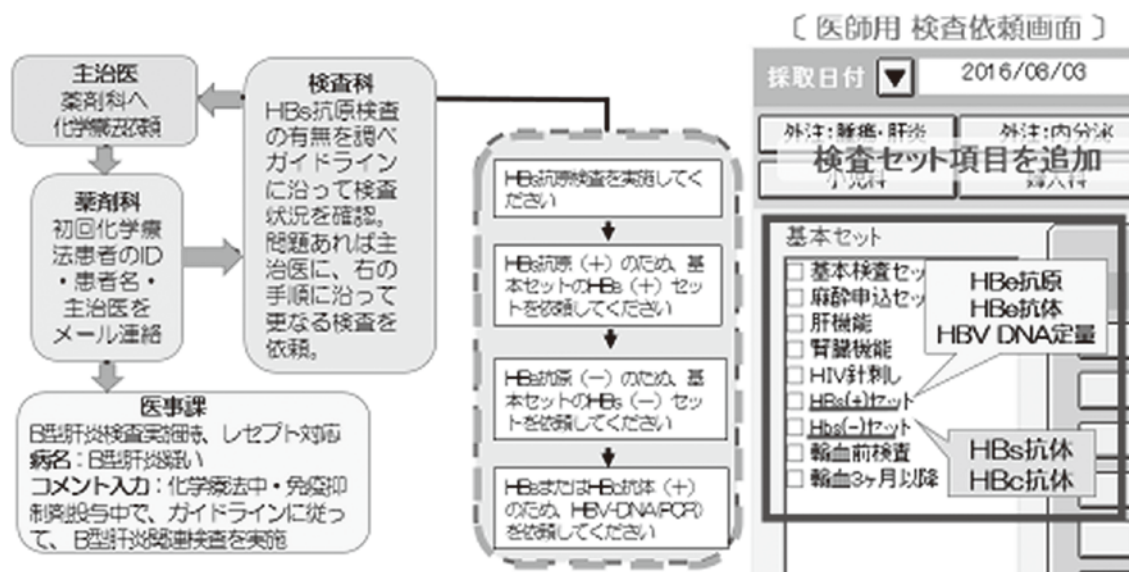 主治医
薬剤科へ
化学療法依頼
薬剤科
初回化学療
法患者のID
・患者名・
主治医を
メール連絡
医事課
B型肝炎検査実施時、レセプト対応
病名：B型肝炎疑い
コメント入力：化学療法中・免疫抑
制剤投与中で、ガイドラインに従っ
て、B型肝炎関連検査を実施
検査科
HBs抗原検査
の有無を調べ
ガイドライン
に沿って検査
状況を確認。
問題あれば主
治医に、右の
手順に沿って
更なる検査を
依頼。
HBs抗原検査を実施してく
ださい
HBs抗原（+）のため、基
本セットのHBs（+）セッ
トを依頼してください
HBs抗原（−）のため、基
本セットのHBs（−）セッ
トを依頼してください
HBsまたはHBc抗体（+）
のため、HBV-DNA(PCR)
を依頼してください
〔 医師用 検査依頼画面 〕
採取日付 ▼ 2016/08/03
外注:腫瘍・肝炎 外注:内分泌
検査セット項目を追加
小児科 婦人科
基本セット
基本検査セッ
麻酔申込セッ
肝機能
腎臓機能
HIV針刺し
HBs(+)セット
Hbs(-)セット
輸血前検査
輸血3ヶ月以降
HBe抗原
HBe抗体
HBV DNA定量
HBs抗体
HBc抗体